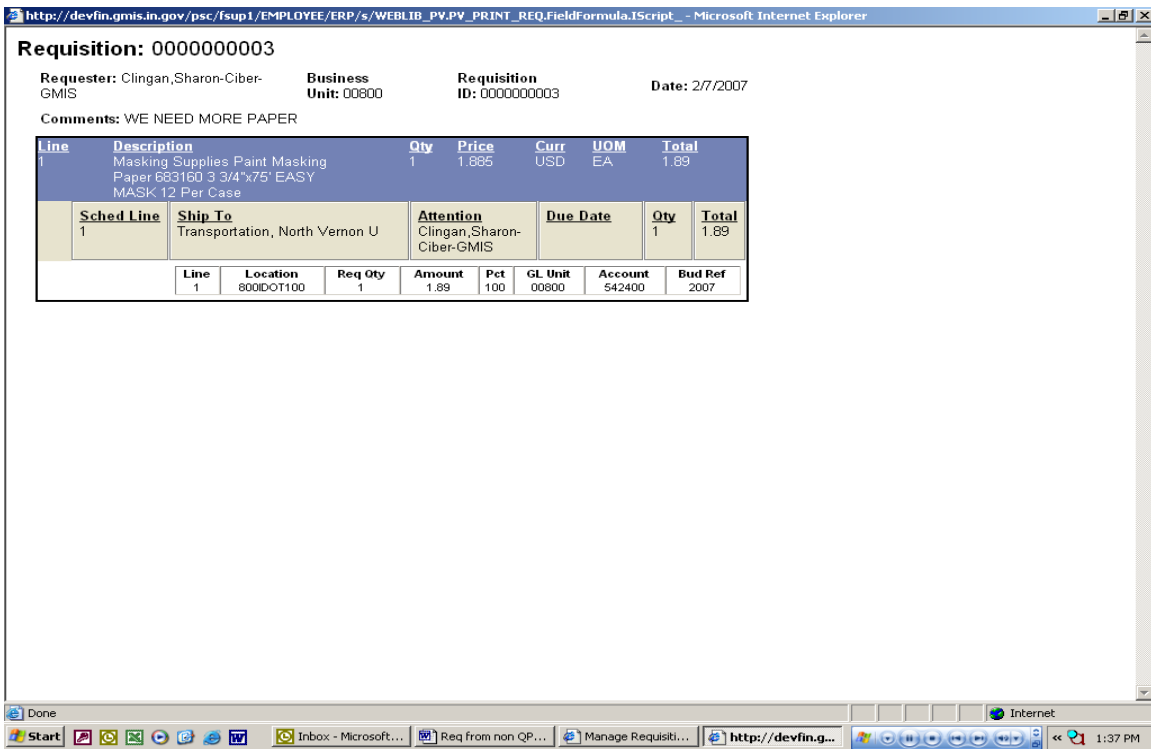 http://devfin.gmis.in.gov/psc/fsup1/EMPLOYEE/ERP/s/WEBLIB_PV.PV_PRINT_REQ.FieldFormula.IScript_ - Microsoft Internet Explorer
Requisition: 0000000003
Requester: Clingan,Sharon-Ciber-GMIS Business Unit: 00800 Requisition ID: 0000000003 Date: 2/7/2007
Comments: WE NEED MORE PAPER
Line Description Qty Price Curr UOM Total
1 Masking Supplies Paint Masking 1 1.885 USD EA 1.89
Paper 683160 3 3/4"x75' EASY
MASK 12 Per Case
Sched Line Ship To Attention Due Date Qty Total
1 Transportation, North Vernon U Clingan,Sharon- 1 1.89
Ciber-GMIS
Line Location Req Qty Amount Pct GL Unit Account Bud Ref
1 800IDOT100 1 1.89 100 00800 542400 2007
Done Internet
Start Inbox - Microsoft... Req from non QP... Manage Requisiti... http://devfin.g... 1:37 PM